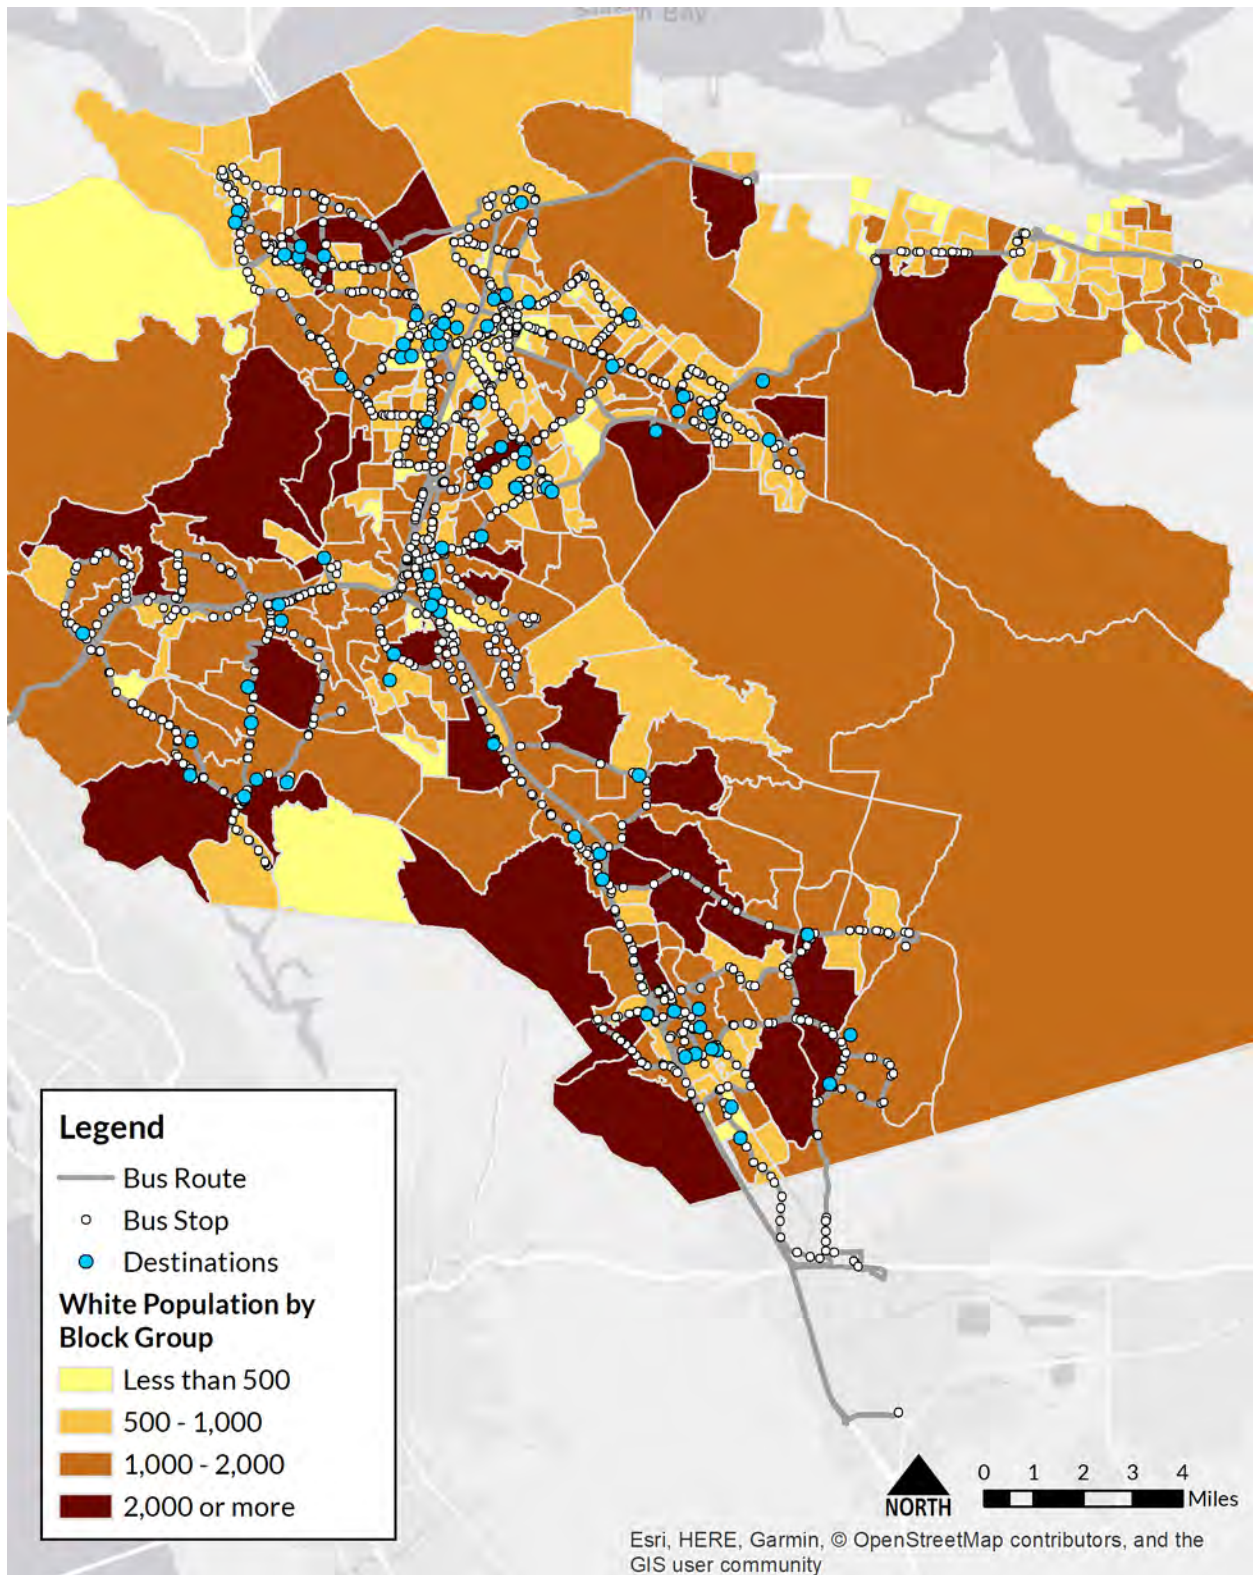 Suisun Bay
Legend
Bus Route
Bus Stop
Destinations
White Population by
Block Group
Less than 500
500 - 1,000
1,000 - 2,000
2,000 or more
NORTH
0 1 2 3 4
Miles
Esri, HERE, Garmin, © OpenStreetMap contributors, and the
GIS user community